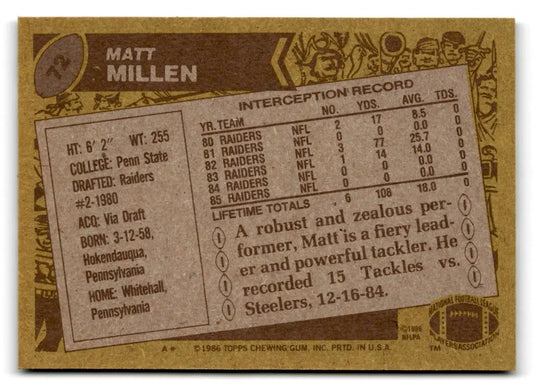 72
MATT
MILLEN
HT: 6' 2" WT: 255
COLLEGE: Penn State
DRAFTED: Raiders
#2-1980
ACQ: Via Draft
BORN: 3-12-58,
Hokendauqua,
Pennsylvania
HOME: Whitehall,
Pennsylvania
INTERCEPTION RECORD
YR. TEAM NO. YDS. AVG. TDS.
80 RAIDERS NFL 2 17 8.5 0
81 RAIDERS NFL 0 0 0.0 0
82 RAIDERS NFL 3 77 25.7 0
83 RAIDERS NFL 1 14 14.0 0
84 RAIDERS NFL 0 0 0.0 0
85 RAIDERS NFL 0 0 0.0 0
LIFETIME TOTALS 6 108 18.0 0
A robust and zealous per-
former, Matt is a fiery lead-
er and powerful tackler. He
recorded 15 Tackles vs.
Steelers, 12-16-84.
©1986
NFLPA
NATIONAL FOOTBALL LEAGUE
PLAYERS ASSOCIATION
TM
A* © 1986 TOPPS CHEWING GUM, INC. PRTD. IN U.S.A.